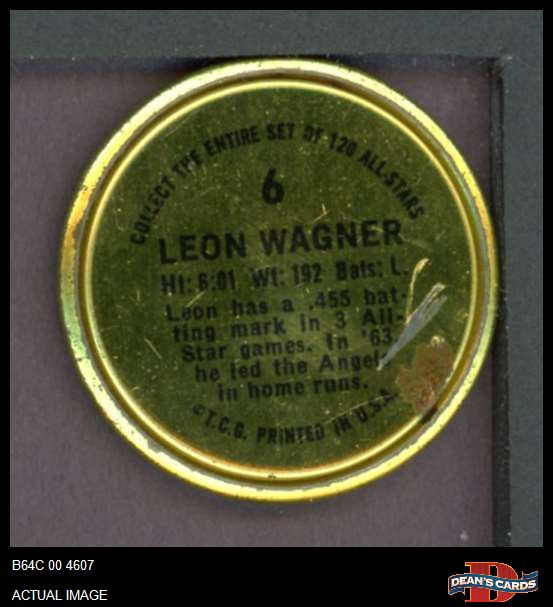 COLLECT THE ENTIRE SET OF 120 ALL-STARS
6
LEON WAGNER
Ht: 6:01 Wt: 192 Bats: L.
Leon has a .455 bat-
ting mark in 3 All-
Star games. In '63,
he led the Angels
in home runs.
©T.C.G. PRINTED IN U.S.A.
B64C 00 4607
ACTUAL IMAGE
D
DEAN'S CARDS